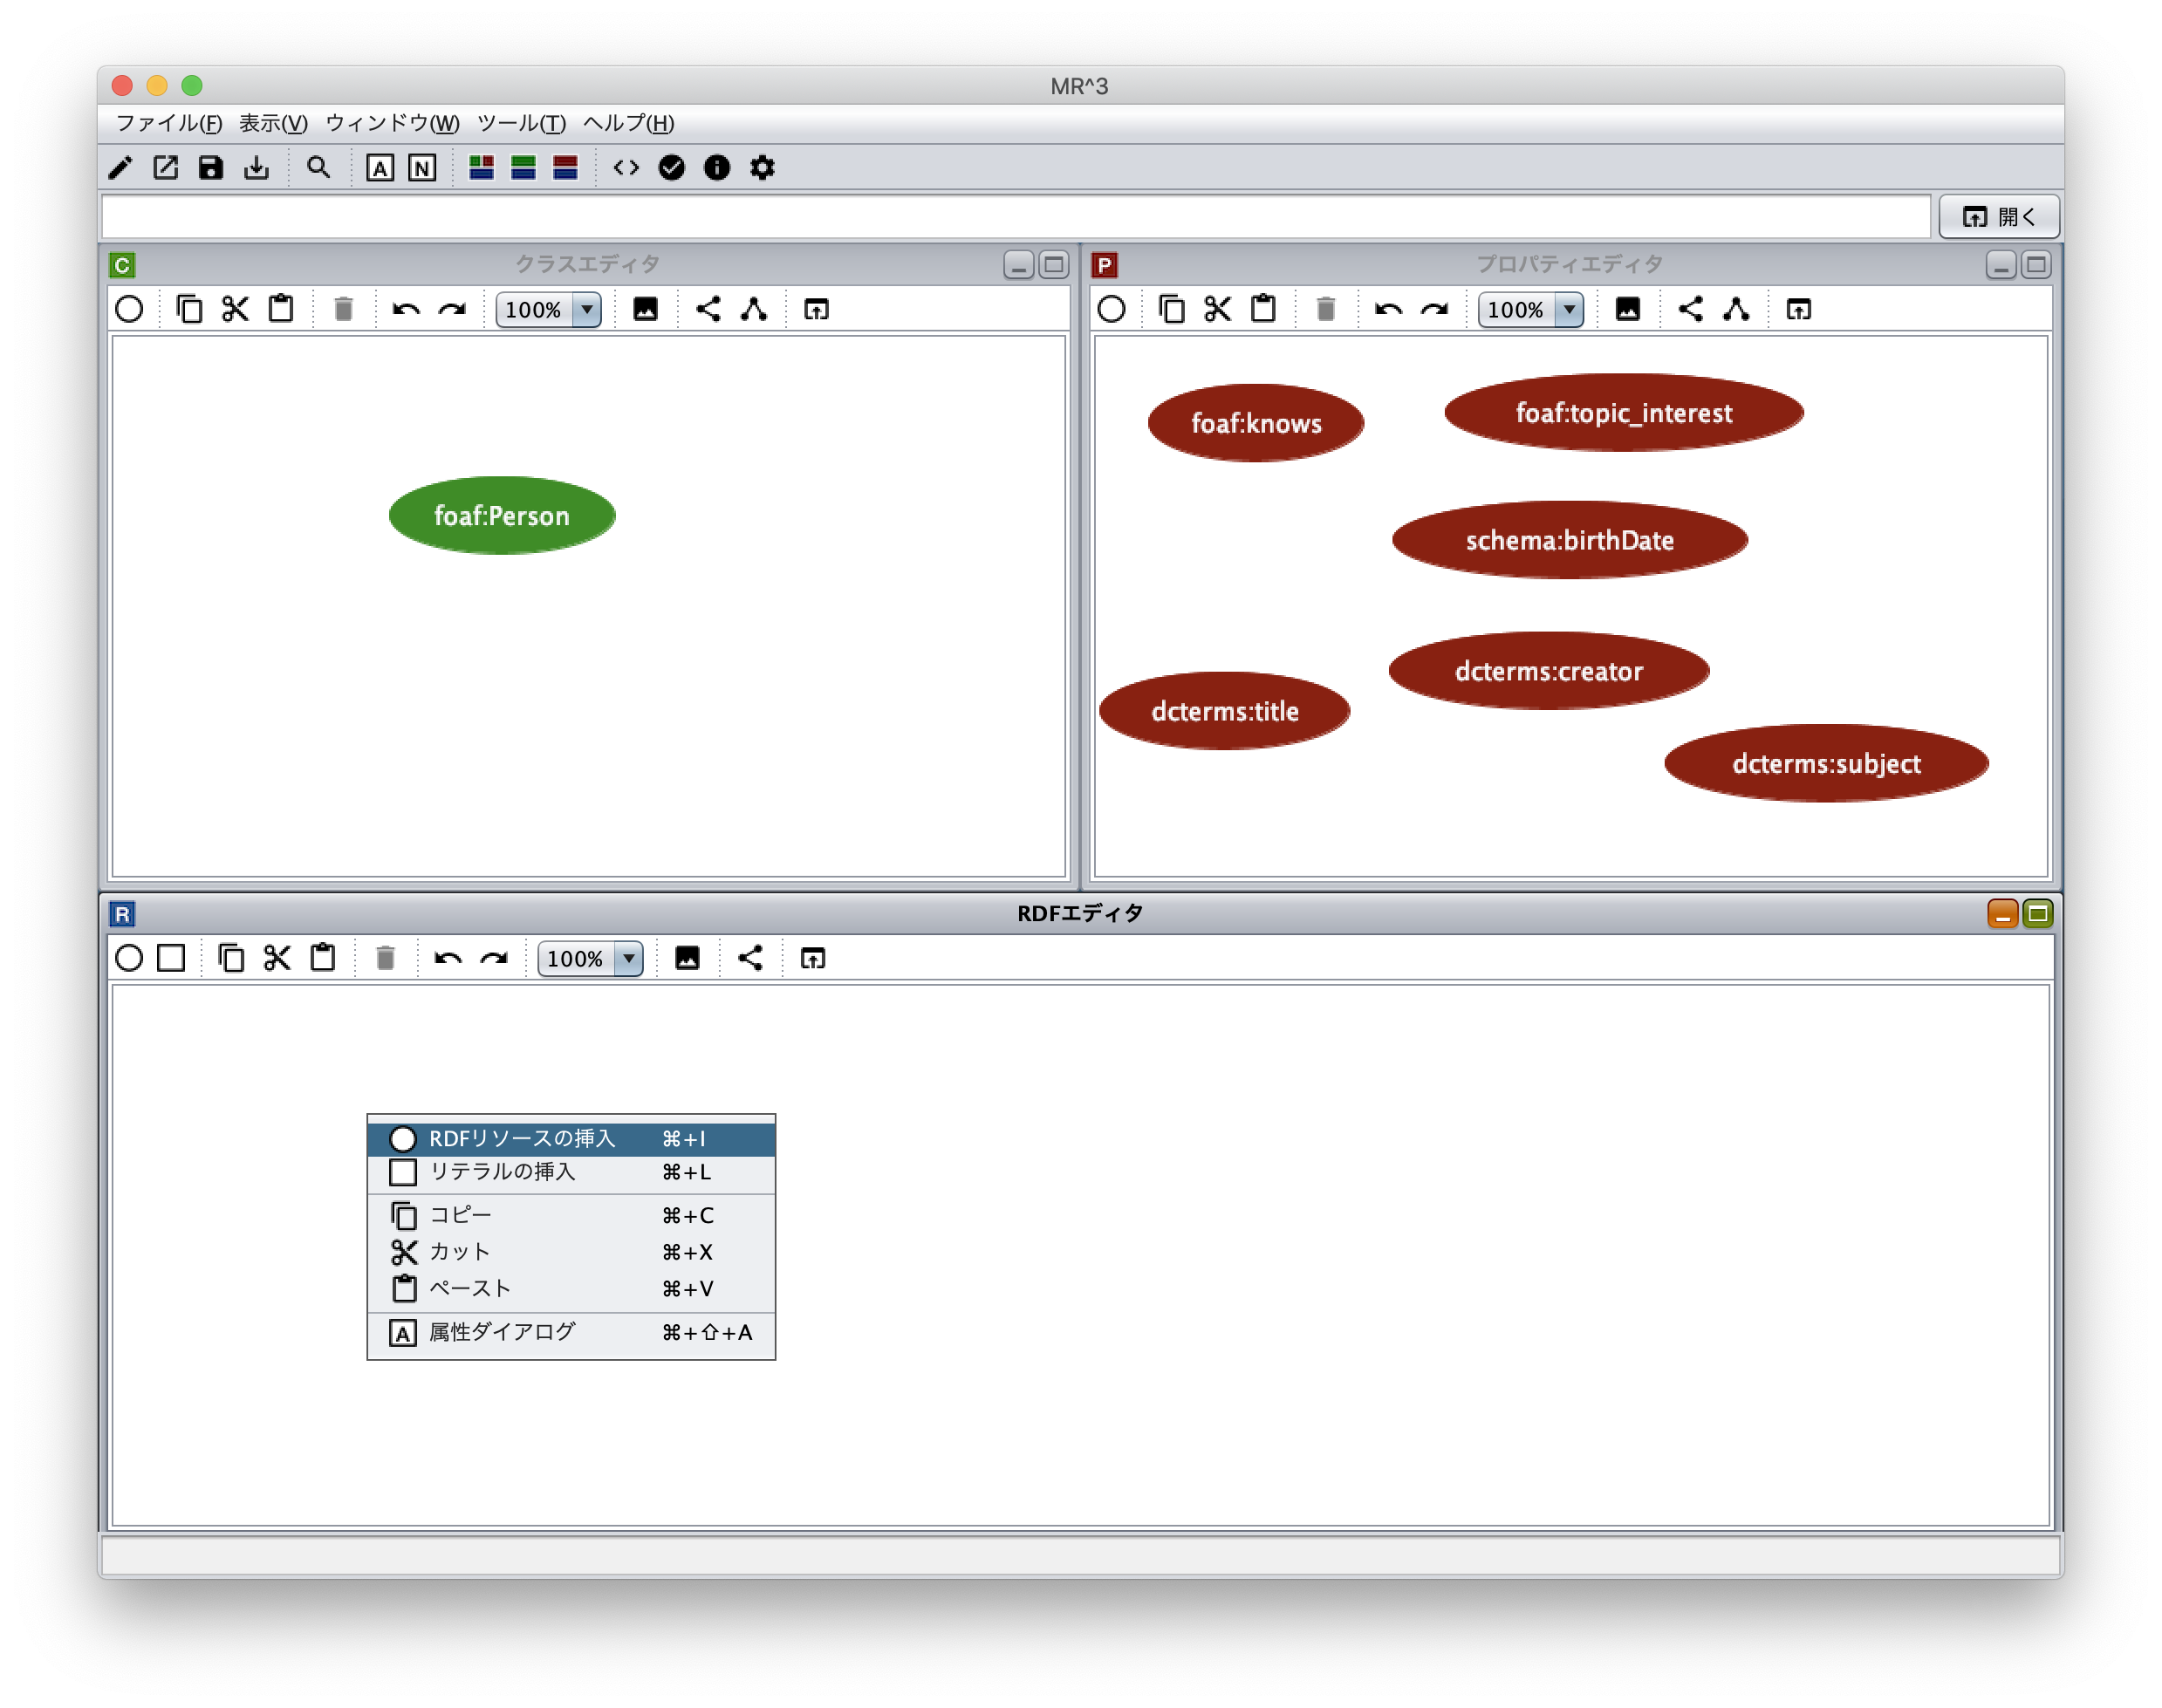 MR^3
ファイル(F) 表示(V) ウィンドウ(W) ツール(T) ヘルプ(H)
A N
開く
C クラスエディタ
100%
foaf:Person
P プロパティエディタ
100%
foaf:knows
foaf:topic_interest
schema:birthDate
dcterms:creator
dcterms:title
dcterms:subject
R RDFエディタ
100%
RDFリソースの挿入 ⌘+I
リテラルの挿入 ⌘+L
コピー ⌘+C
カット ⌘+X
ペースト ⌘+V
A 属性ダイアログ ⌘+⇧+A